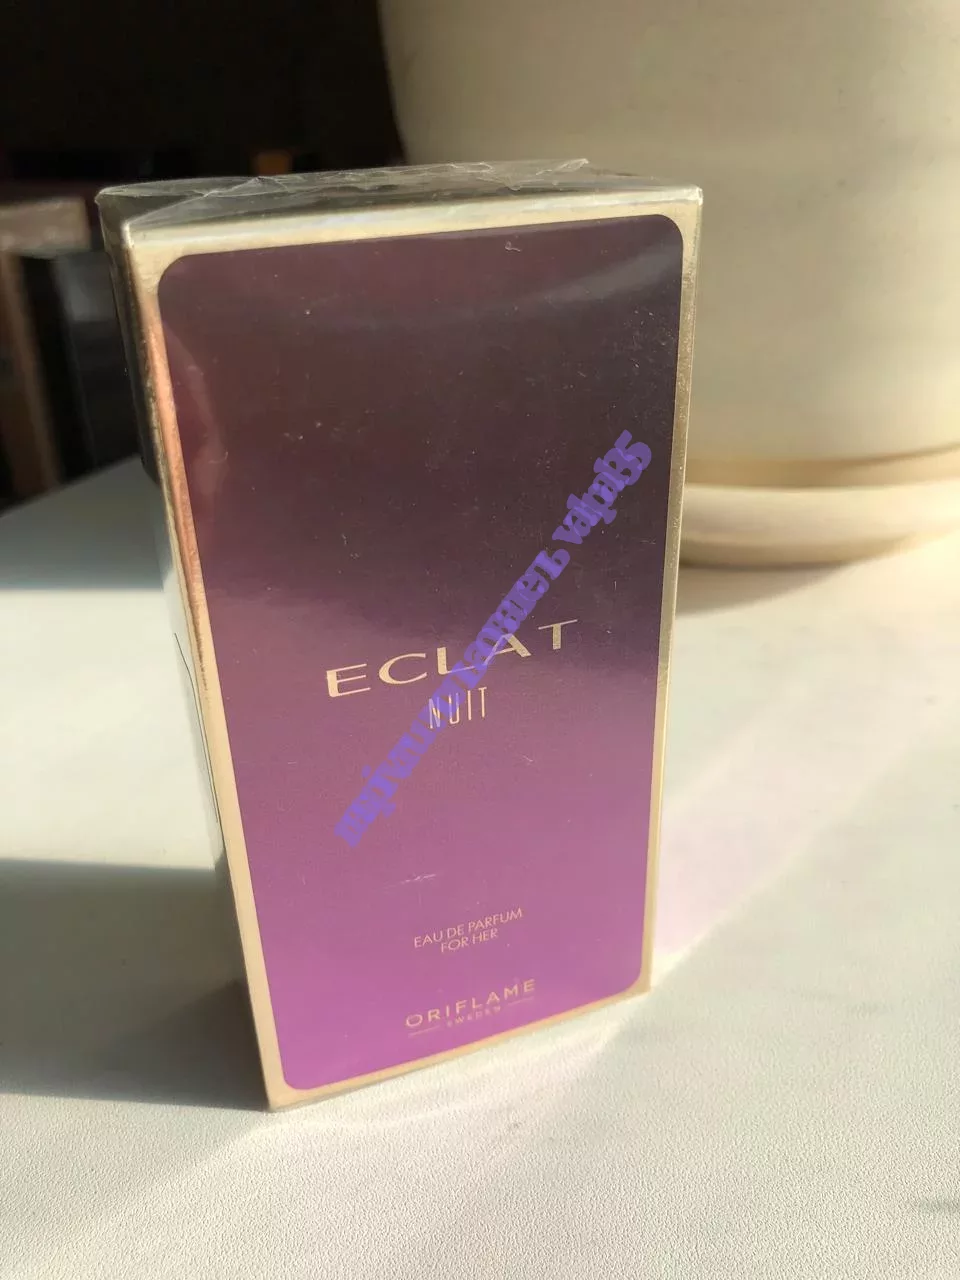 ECLAT
NUIT
EAU DE PARFUM
FOR HER
ORIFLAME
SWEDEN